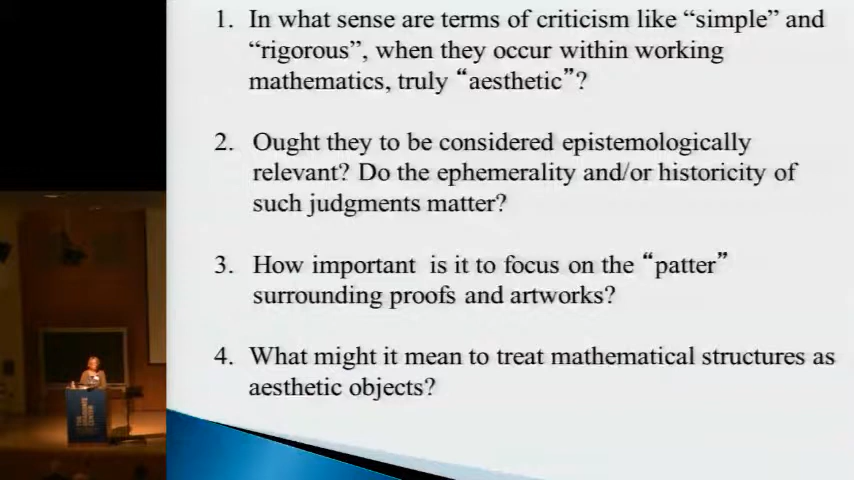 1. In what sense are terms of criticism like “simple” and
“rigorous”, when they occur within working
mathematics, truly “aesthetic”?
2. Ought they to be considered epistemologically
relevant? Do the ephemerality and/or historicity of
such judgments matter?
3. How important is it to focus on the “patter”
surrounding proofs and artworks?
4. What might it mean to treat mathematical structures as
aesthetic objects?
THE
GRADUATE
CENTER